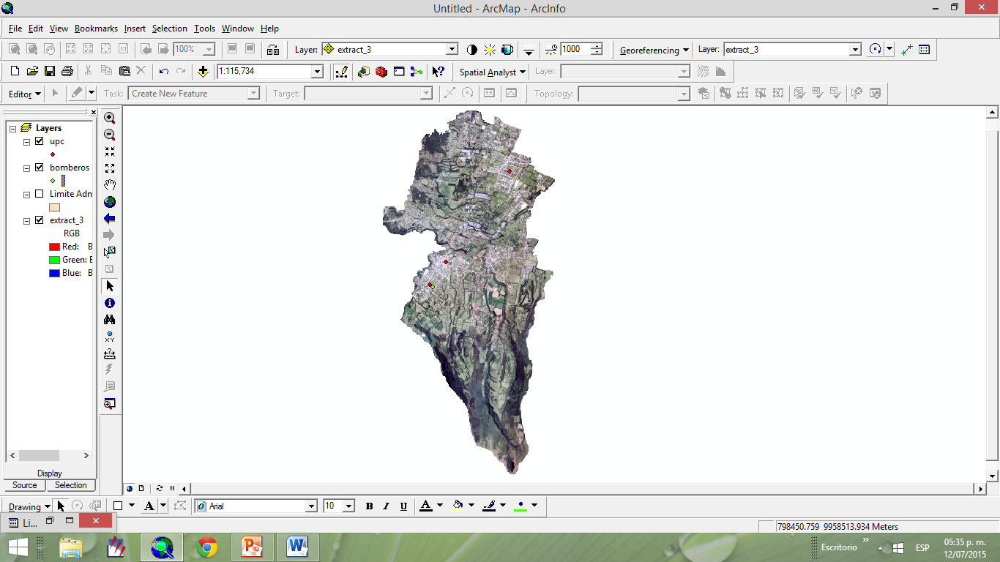 Untitled - ArcMap - ArcInfo
File Edit View Bookmarks Insert Selection Tools Window Help
100% Layer: extract_3 1000 Georeferencing Layer: extract_3
1:115,734 Spatial Analyst Layer:
Editor Task: Create New Feature Target: Topology:
Layers
upc
bomberos
Limite Adm
extract_3
RGB
Red: B
Green: B
Blue: B
XY
Display
Source Selection
Drawing A Arial 10 B I U A
Li...
798450.759 9958513.934 Meters
Escritorio ESP
05:35 p. m.
12/07/2015